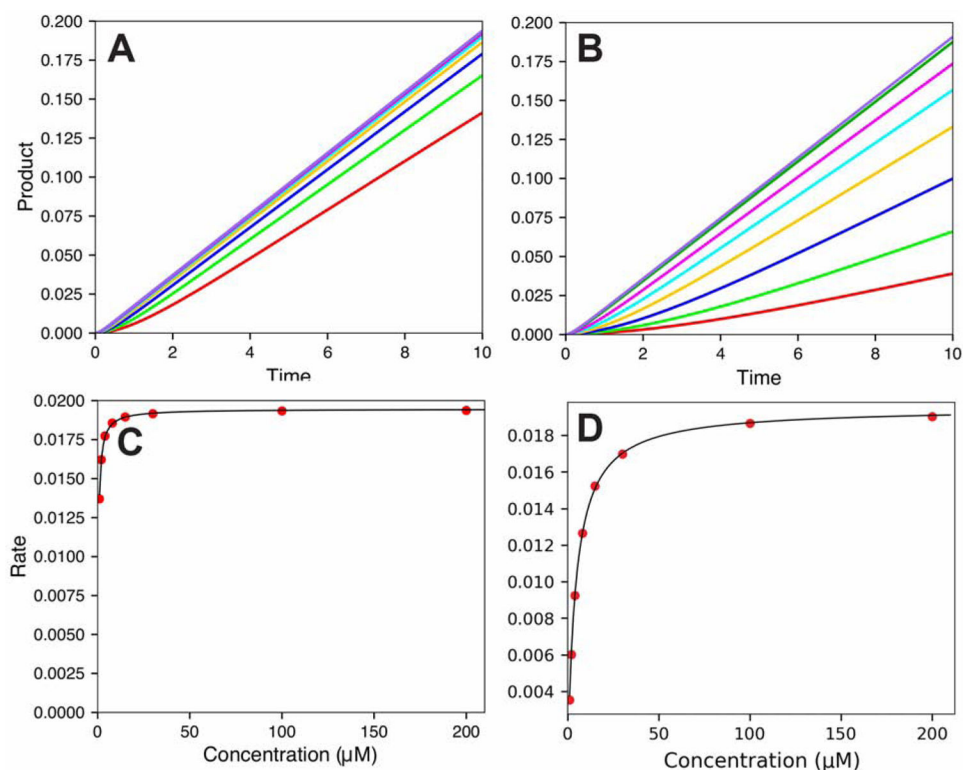 A
Product
0.200
0.175
0.150
0.125
0.100
0.075
0.050
0.025
0.000
0 2 4 6 8 10
Time
B
0.200
0.175
0.150
0.125
0.100
0.075
0.050
0.025
0.000
0 2 4 6 8 10
Time
C
Rate
0.0200
0.0175
0.0150
0.0125
0.0100
0.0075
0.0050
0.0025
0.0000
0 50 100 150 200
Concentration (µM)
D
0.018
0.016
0.014
0.012
0.010
0.008
0.006
0.004
0 50 100 150 200
Concentration (µM)